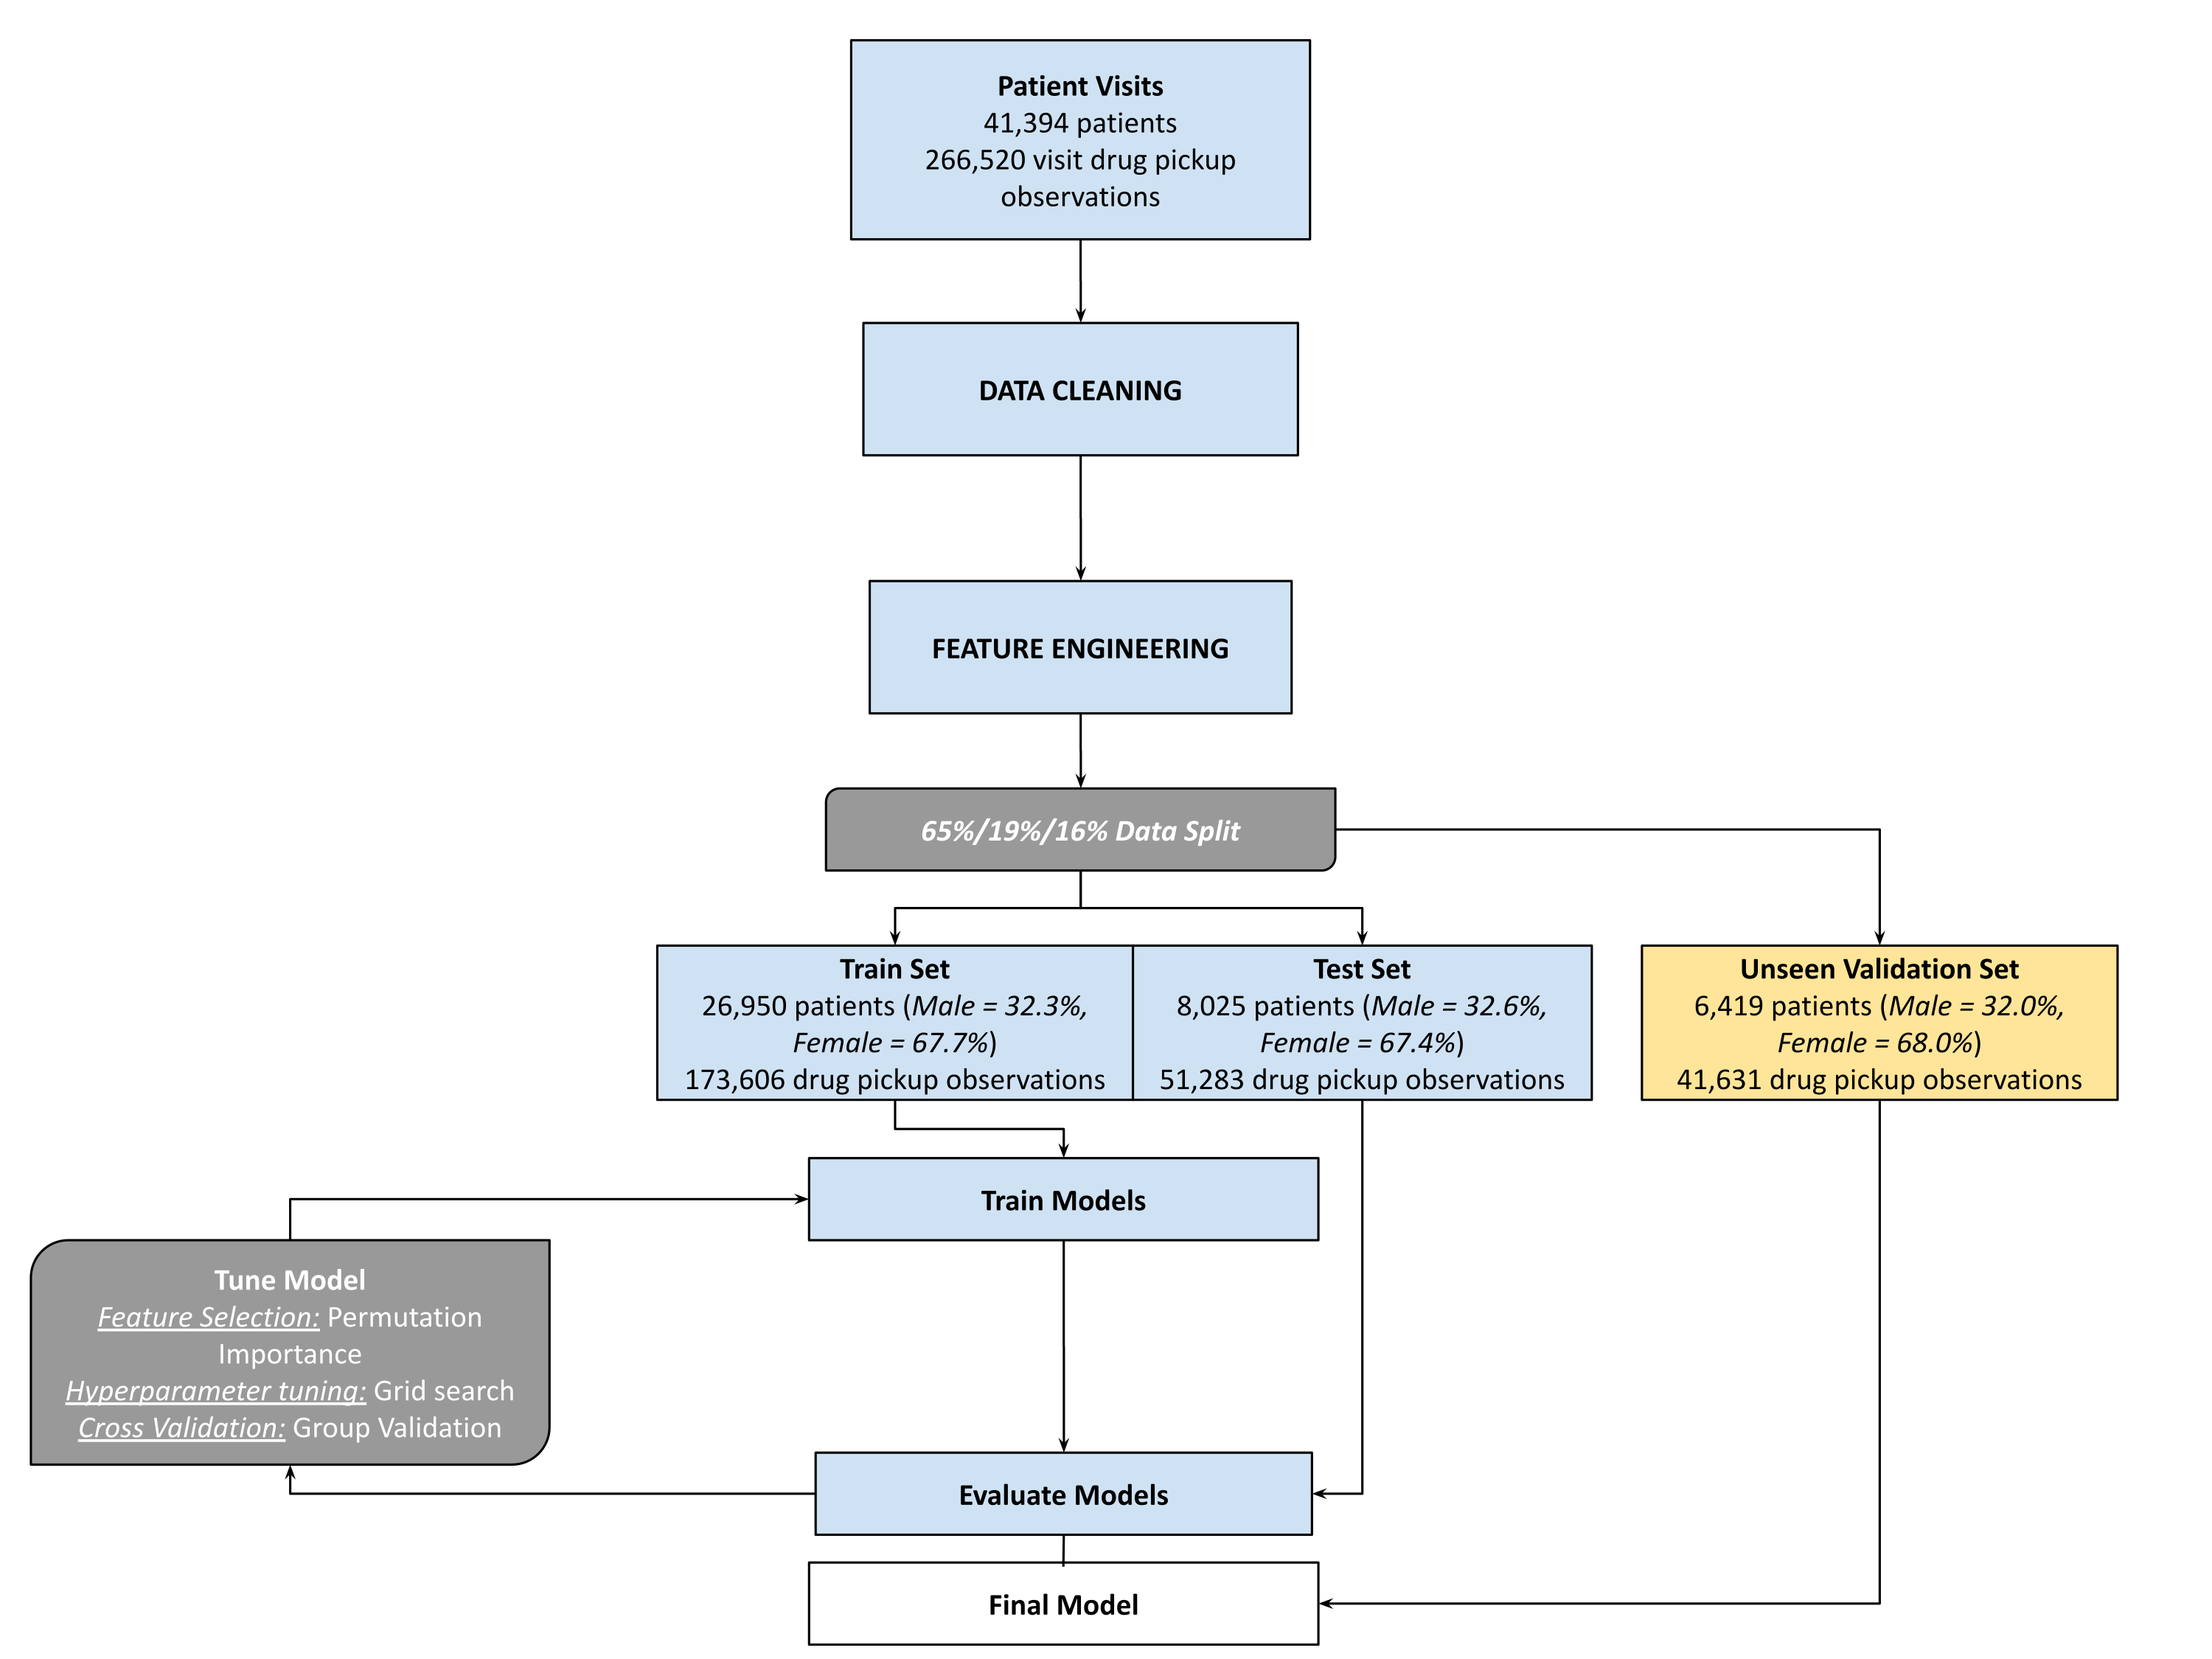 Patient Visits
41,394 patients
266,520 visit drug pickup
observations
DATA CLEANING
FEATURE ENGINEERING
65%/19%/16% Data Split
Train Set
26,950 patients (Male = 32.3%,
Female = 67.7%)
173,606 drug pickup observations
Test Set
8,025 patients (Male = 32.6%,
Female = 67.4%)
51,283 drug pickup observations
Unseen Validation Set
6,419 patients (Male = 32.0%,
Female = 68.0%)
41,631 drug pickup observations
Train Models
Tune Model
Feature Selection: Permutation
Importance
Hyperparameter tuning: Grid search
Cross Validation: Group Validation
Evaluate Models
Final Model